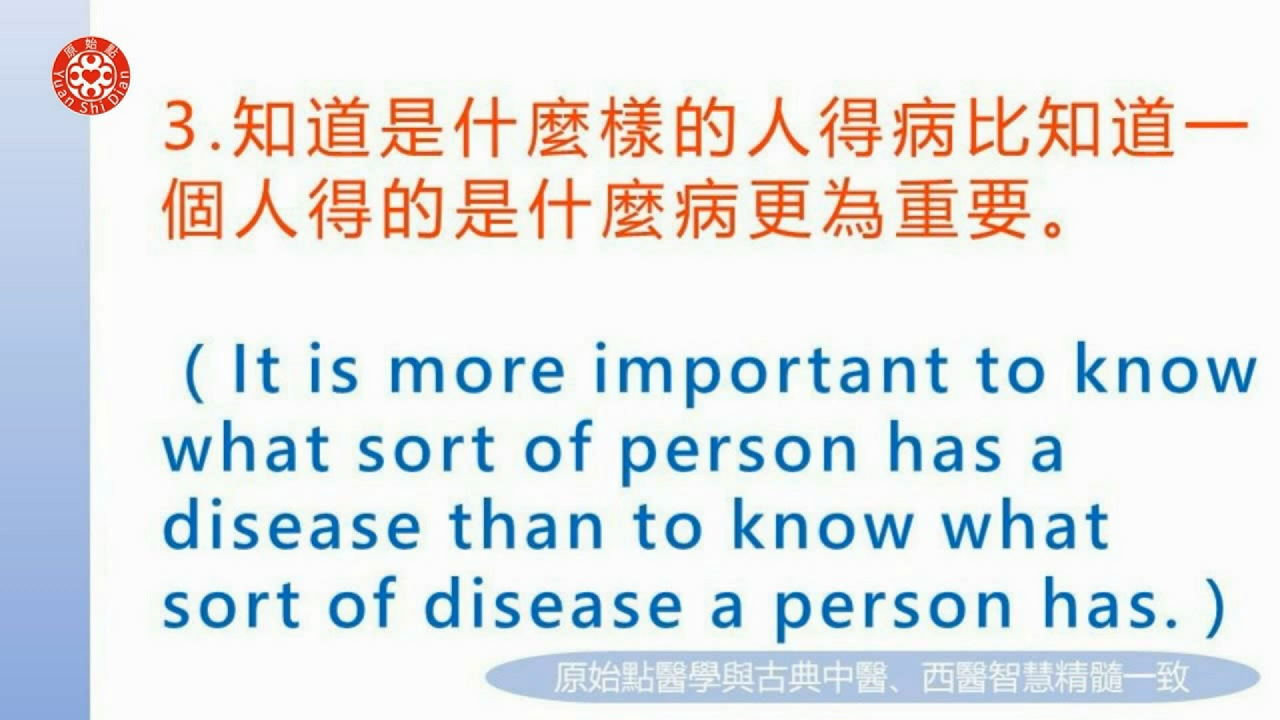 原始點
Yuan Shi Dian
3.知道是什麼樣的人得病比知道一
個人得的是什麼病更為重要。
（It is more important to know
what sort of person has a
disease than to know what
sort of disease a person has.）
原始點醫學與古典中醫、西醫智慧精髓一致